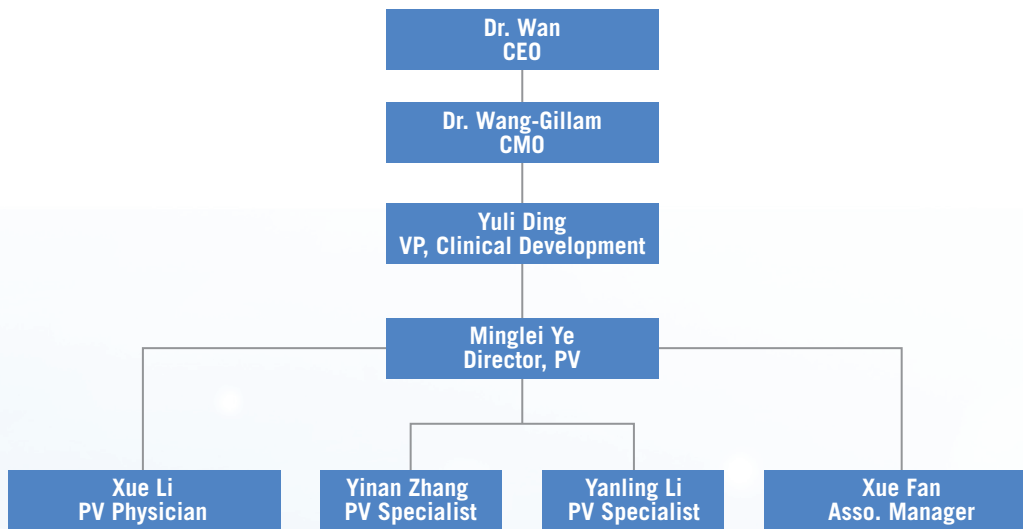 Dr. Wan
CEO
Dr. Wang-Gillam
CMO
Yuli Ding
VP, Clinical Development
Minglei Ye
Director, PV
Xue Li
PV Physician
Yinan Zhang
PV Specialist
Yanling Li
PV Specialist
Xue Fan
Asso. Manager